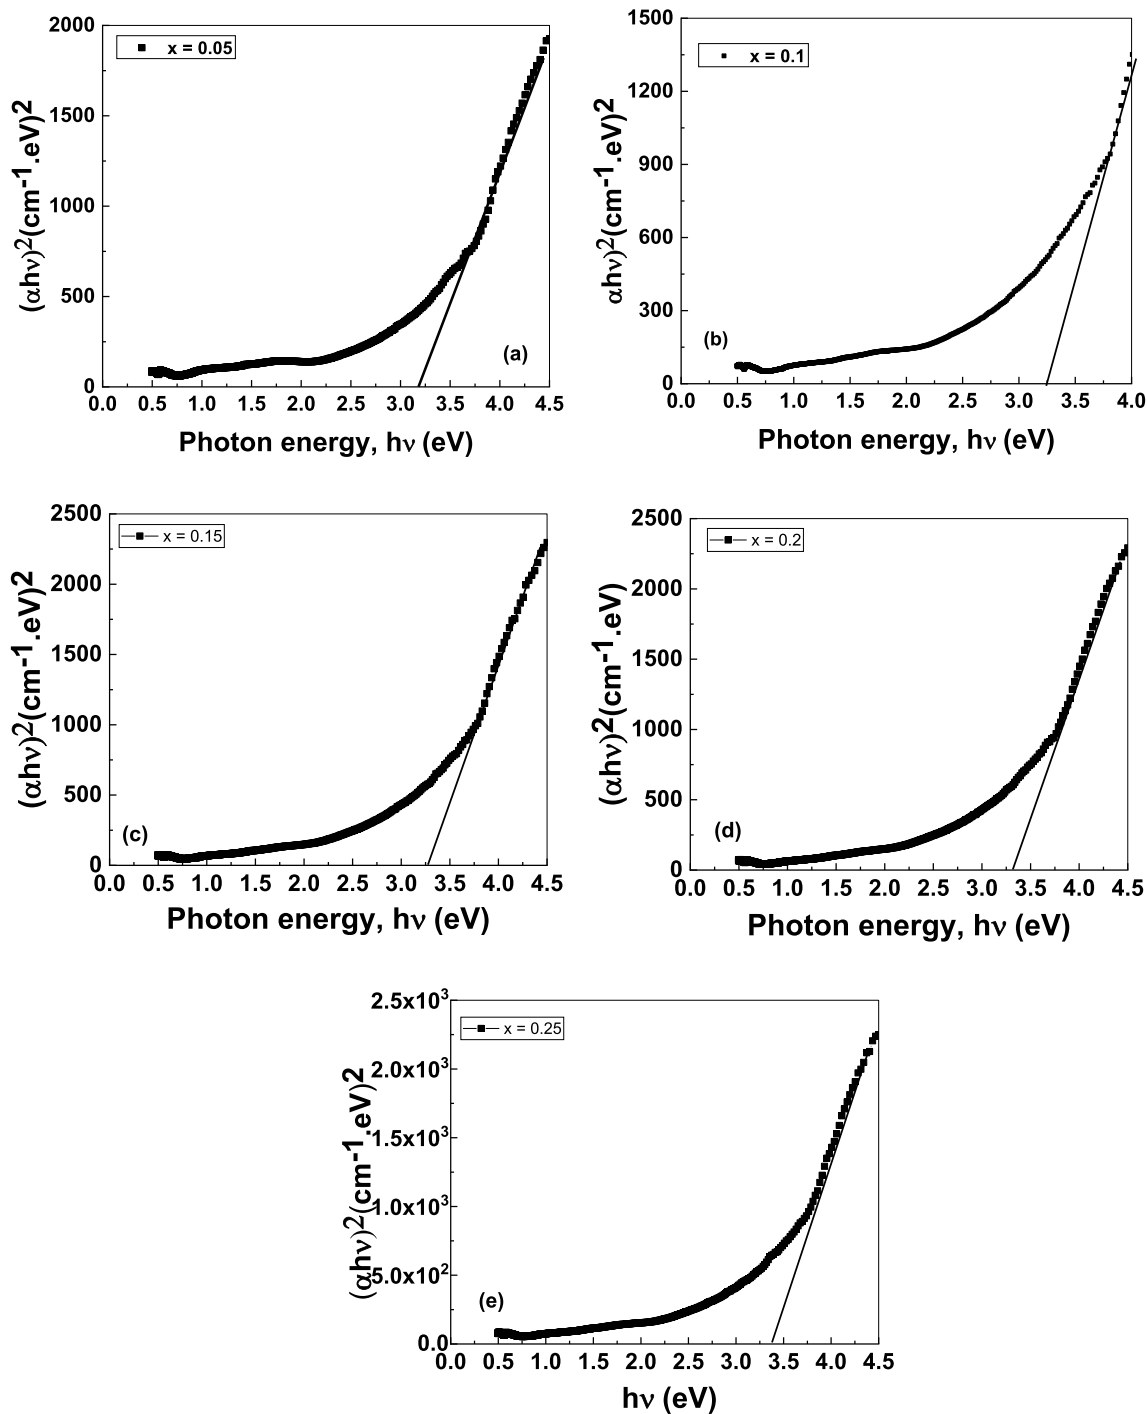 x = 0.05
(αhν)²(cm⁻¹.eV)²
2000
1500
1000
500
0
0.0 0.5 1.0 1.5 2.0 2.5 3.0 3.5 4.0 4.5
(a)
Photon energy, hν (eV)
x = 0.1
αhν)²(cm⁻¹.eV)²
1500
1200
900
600
300
0
0.0 0.5 1.0 1.5 2.0 2.5 3.0 3.5 4.0
(b)
Photon energy, hν (eV)
x = 0.15
(αhν)²(cm⁻¹.eV)²
2500
2000
1500
1000
500
0
0.0 0.5 1.0 1.5 2.0 2.5 3.0 3.5 4.0 4.5
(c)
Photon energy, hν (eV)
x = 0.2
(αhν)²(cm⁻¹.eV)
2500
2000
1500
1000
500
0
0.0 0.5 1.0 1.5 2.0 2.5 3.0 3.5 4.0 4.5
(d)
Photon energy, hν (eV)
x = 0.25
(αhν)²(cm⁻¹.eV)²
2.5x10³
2.0x10³
1.5x10³
1.0x10³
5.0x10²
0.0
0.0 0.5 1.0 1.5 2.0 2.5 3.0 3.5 4.0 4.5
(e)
hν (eV)